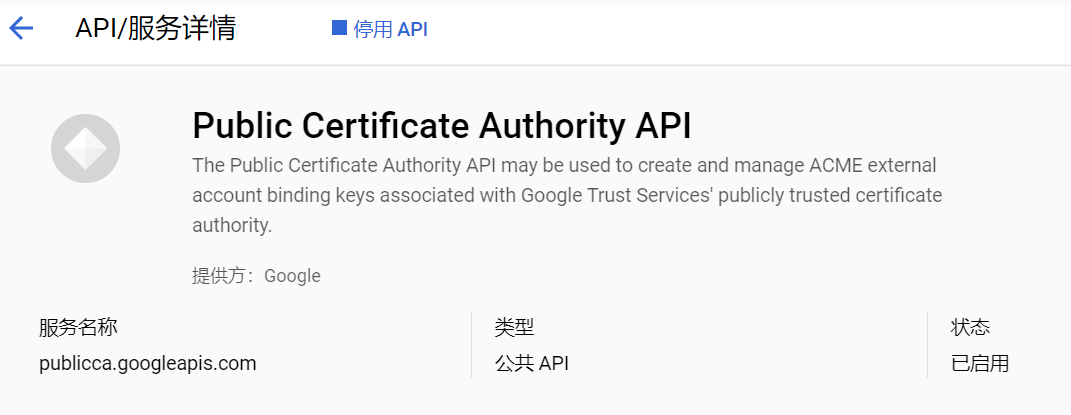 API/服务详情
停用 API
Public Certificate Authority API
The Public Certificate Authority API may be used to create and manage ACME external
account binding keys associated with Google Trust Services' publicly trusted certificate
authority.
提供方：Google
服务名称
publicca.googleapis.com
类型
公共 API
状态
已启用